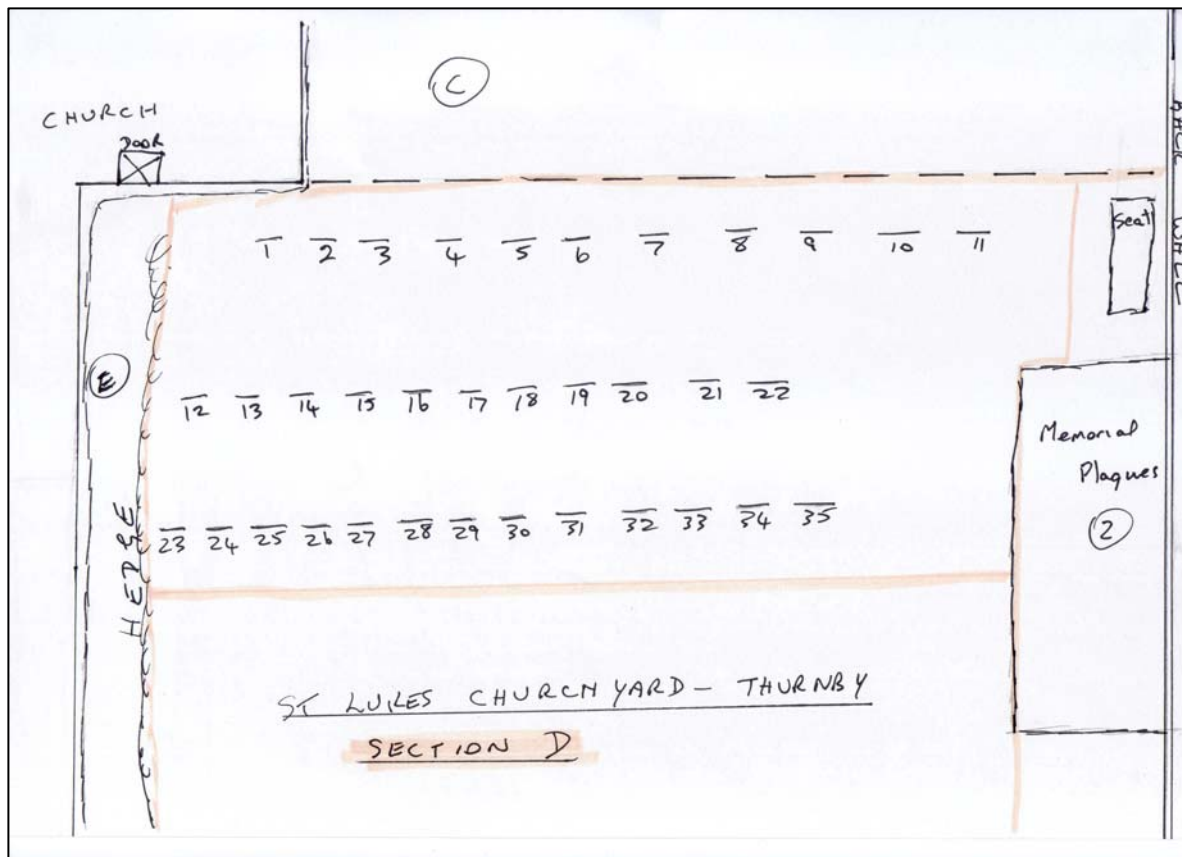 C
CHURCH
DOOR
BACK WALL
Seat
1 2 3 4 5 6 7 8 9 10 11
E
12 13 14 15 16 17 18 19 20 21 22
Memorial
Plaques
2
HEDGE
23 24 25 26 27 28 29 30 31 32 33 34 35
ST LUKES CHURCHYARD - THURNBY
SECTION D